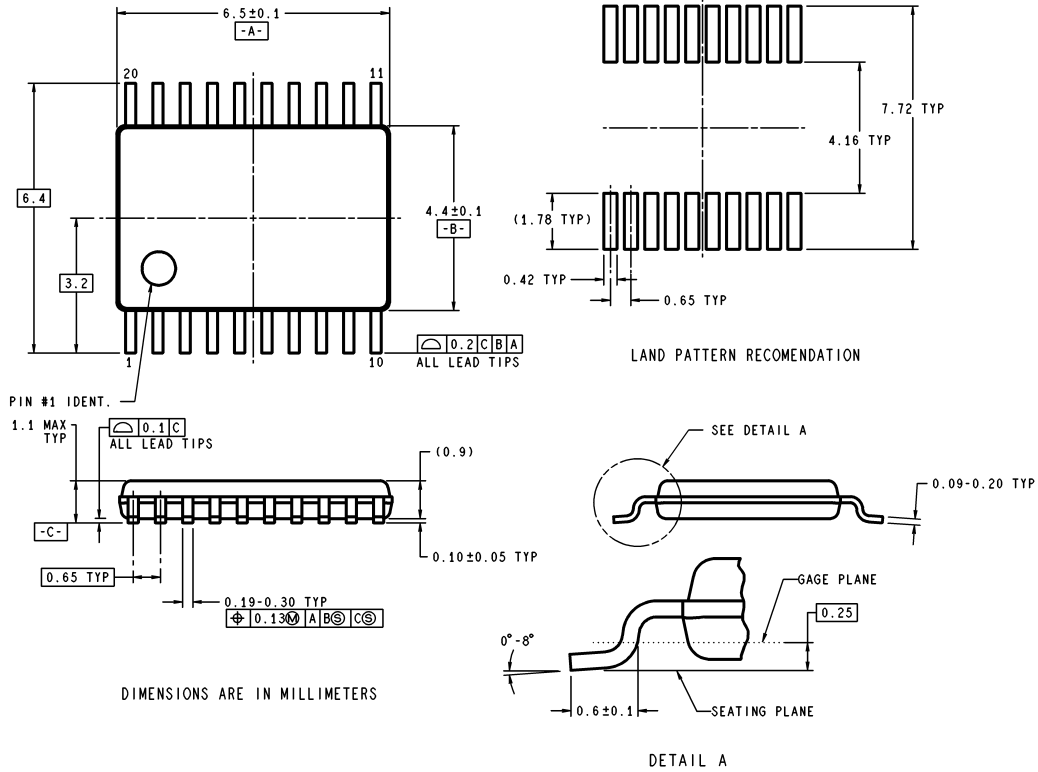 6.5±0.1
-A-
20
11
6.4
3.2
4.4±0.1
-B-
1
10
⌓ 0.2 C B A
ALL LEAD TIPS
PIN #1 IDENT.
7.72 TYP
4.16 TYP
(1.78 TYP)
0.42 TYP
0.65 TYP
LAND PATTERN RECOMENDATION
1.1 MAX
TYP
⌓ 0.1 C
ALL LEAD TIPS
(0.9)
-C-
0.10±0.05 TYP
0.65 TYP
0.19-0.30 TYP
⌖ 0.13Ⓜ A BⓈ CⓈ
SEE DETAIL A
0.09-0.20 TYP
GAGE PLANE
0.25
0°-8°
0.6±0.1
SEATING PLANE
DIMENSIONS ARE IN MILLIMETERS
DETAIL A